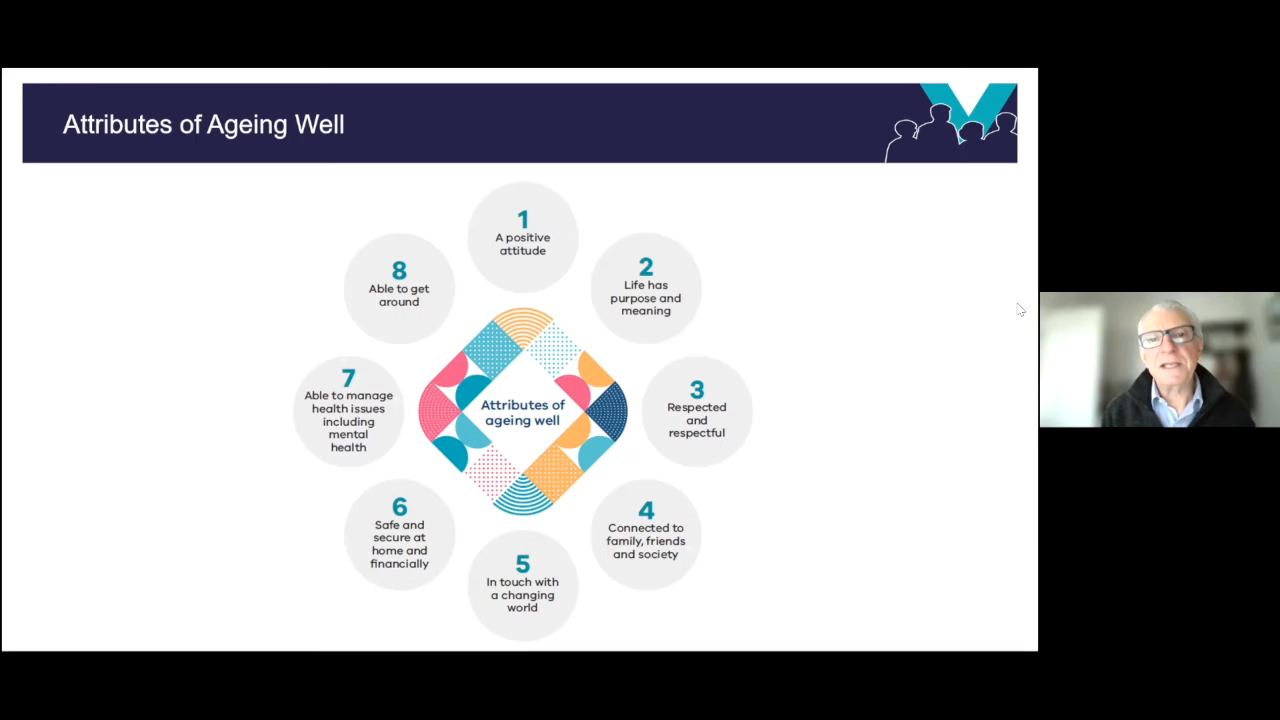 Attributes of Ageing Well
1
A positive
attitude
2
Life has
purpose and
meaning
3
Respected
and
respectful
4
Connected to
family, friends
and society
5
In touch with
a changing
world
6
Safe and
secure at
home and
financially
7
Able to manage
health issues
including
mental
health
8
Able to get
around
Attributes of
ageing well